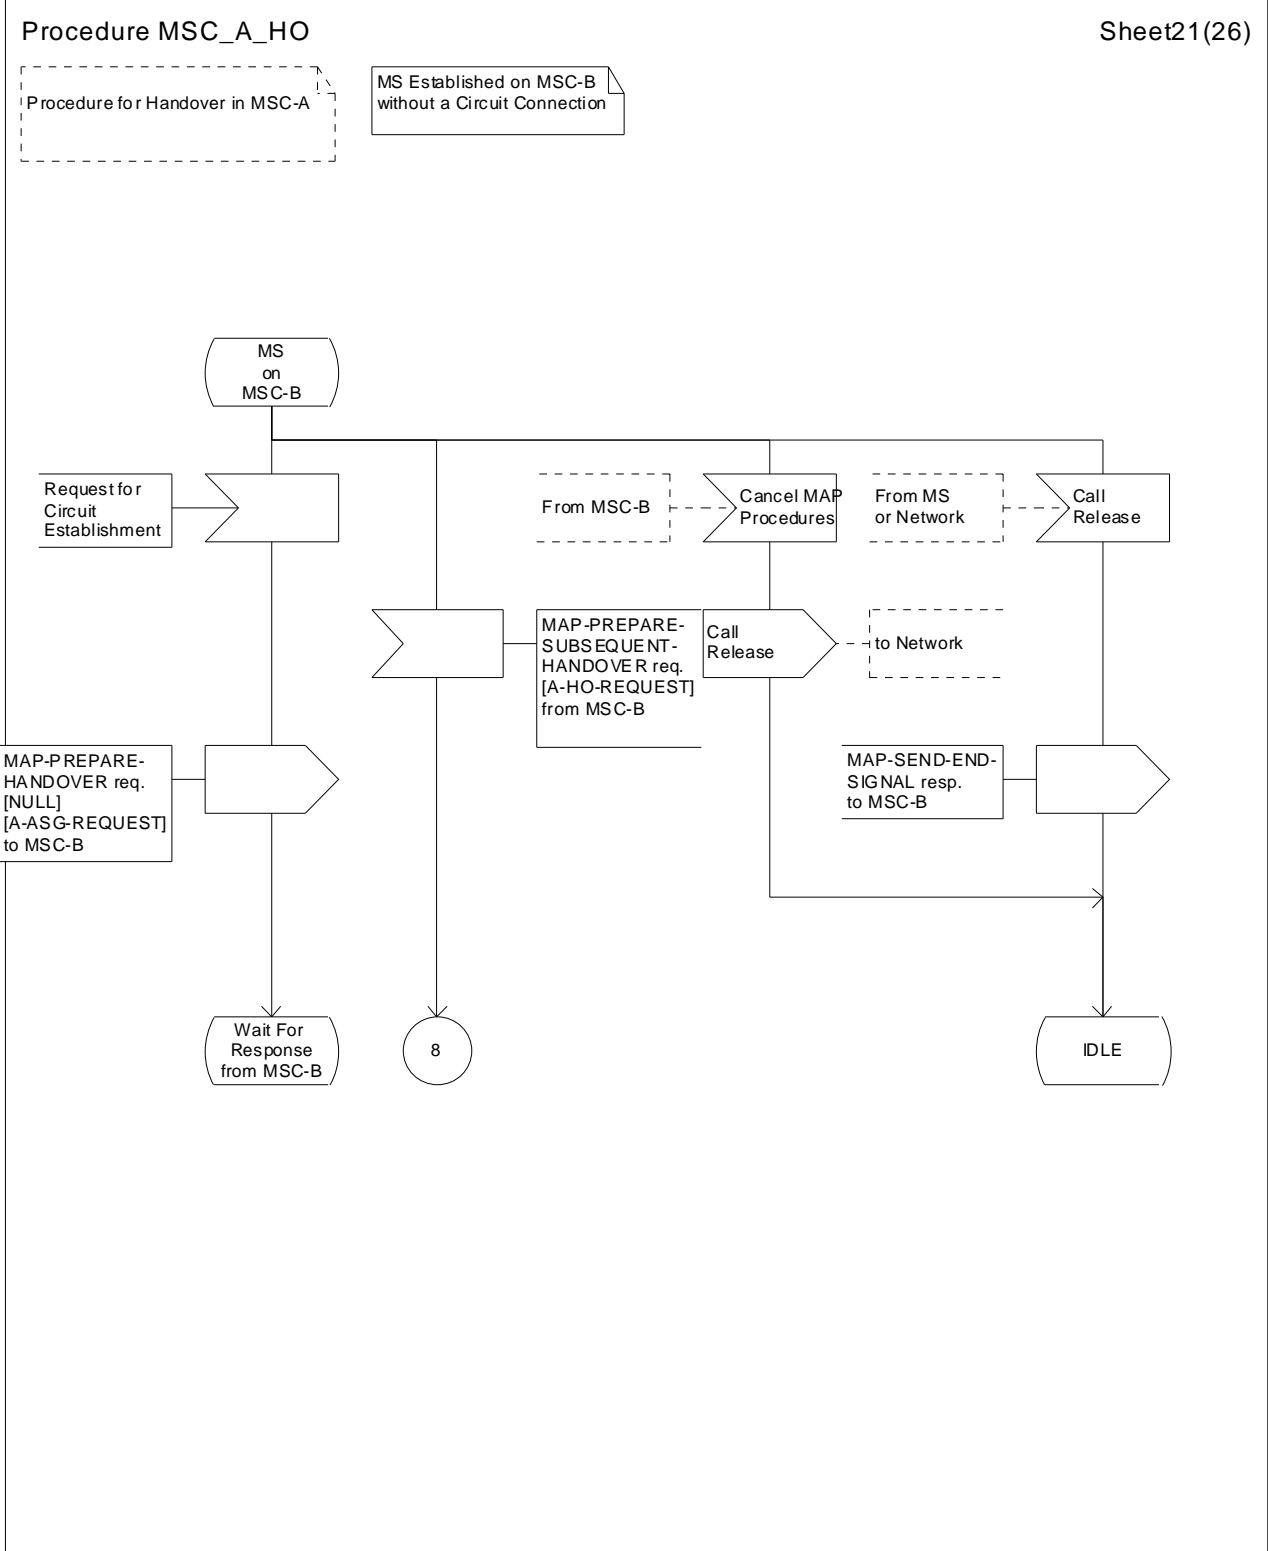 Procedure MSC_A_HO
Sheet21(26)
Procedure for Handover in MSC-A
MS Established on MSC-B
without a Circuit Connection
MS
on
MSC-B
Request for
Circuit
Establishment
From MSC-B
Cancel MAP
Procedures
From MS
or Network
Call
Release
MAP-PREPARE-
SUBSEQUENT-
HANDOVER req.
[A-HO-REQUEST]
from MSC-B
Call
Release
to Network
MAP-PREPARE-
HANDOVER req.
[NULL]
[A-ASG-REQUEST]
to MSC-B
MAP-SEND-END-
SIGNAL resp.
to MSC-B
Wait For
Response
from MSC-B
8
IDLE